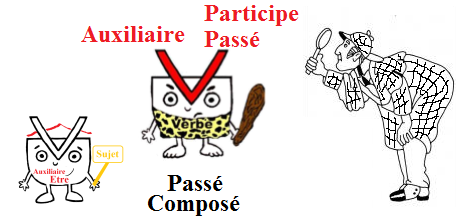 Auxiliaire
Participe
Passé
Verbe
Auxiliaire
Etre
Sujet
Passé
Composé